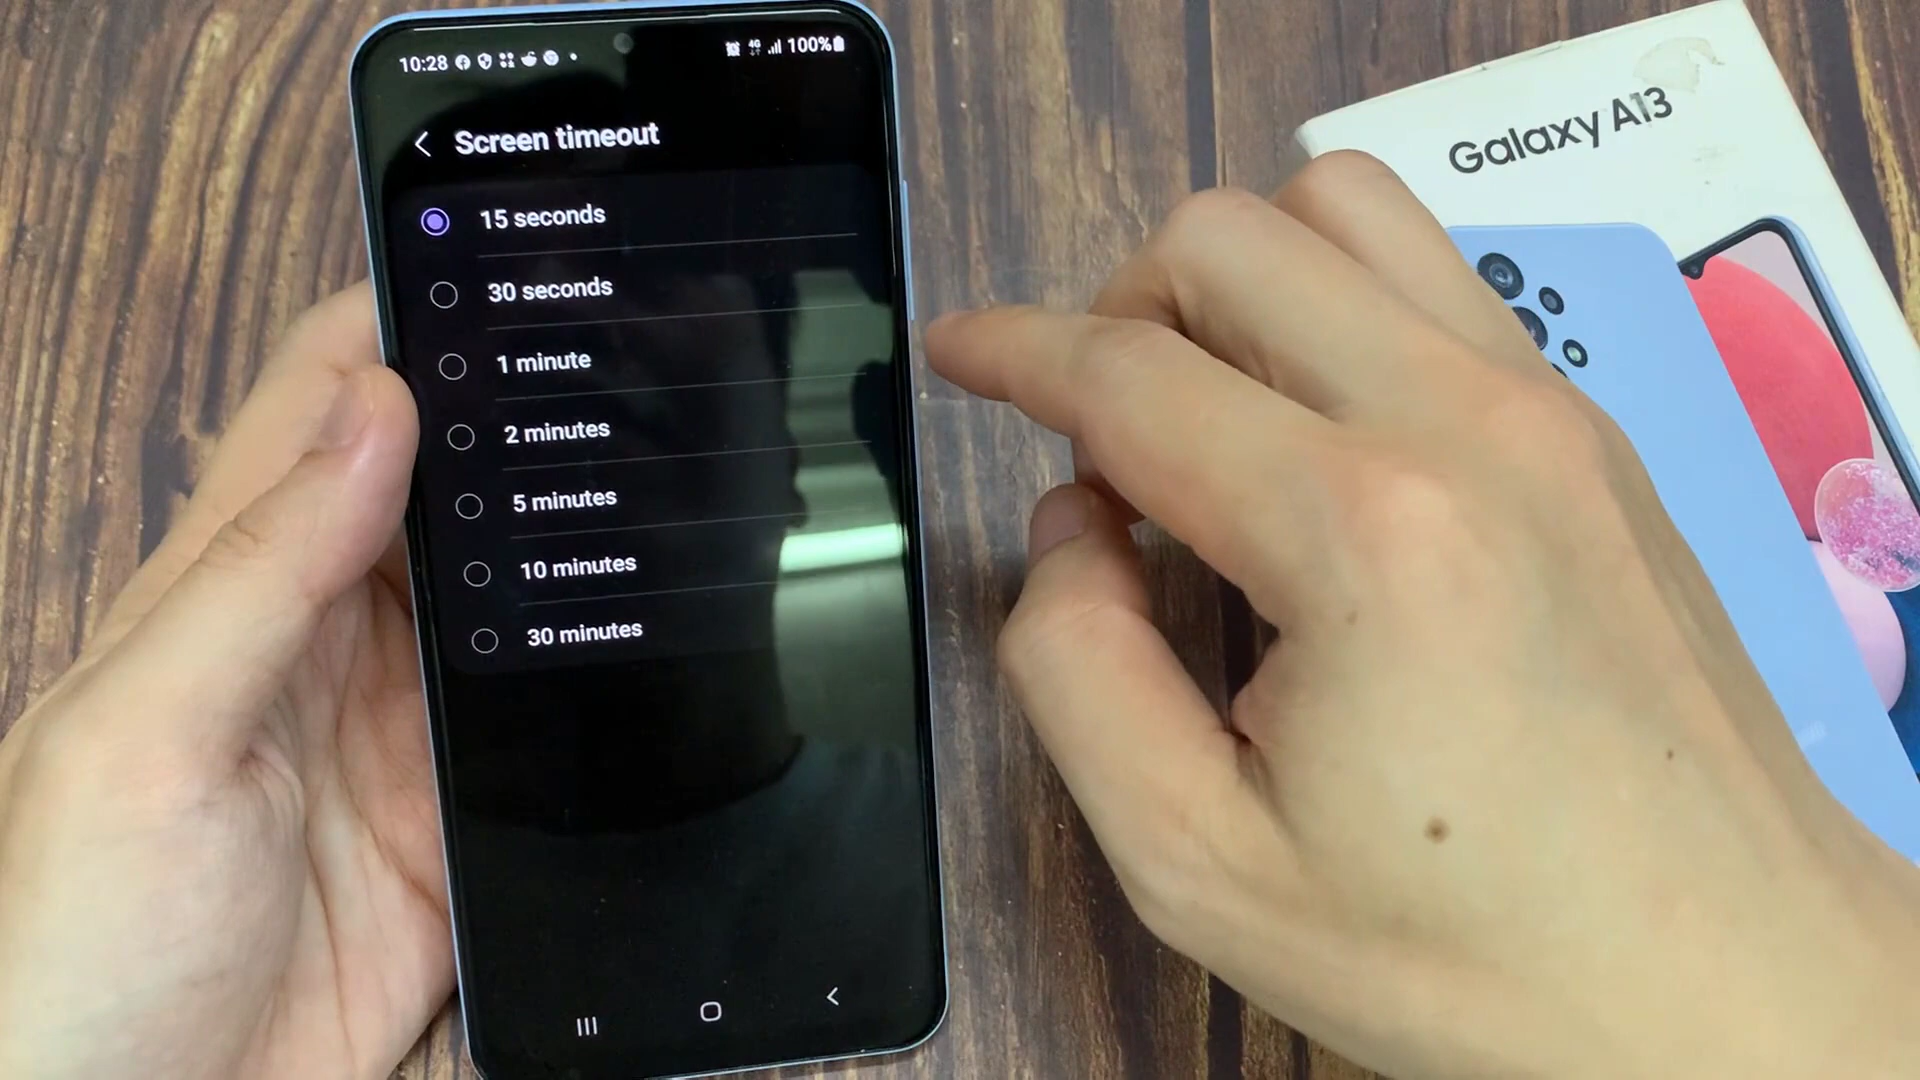 10:28
4G 100%
Screen timeout
15 seconds
30 seconds
1 minute
2 minutes
5 minutes
10 minutes
30 minutes
Galaxy A13